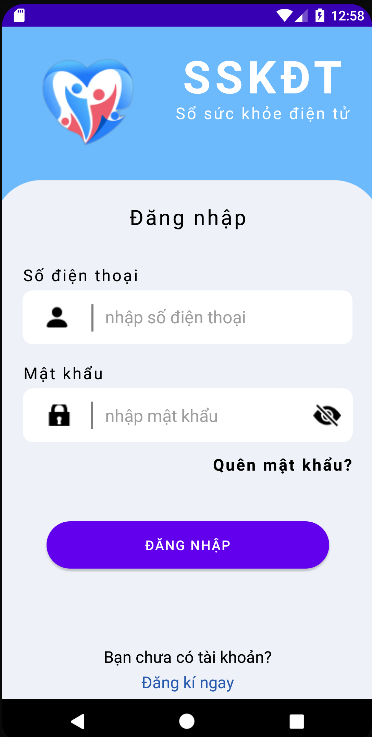 12:58
SSKĐT
Sổ sức khỏe điện tử
Đăng nhập
Số điện thoại
nhập số điện thoại
Mật khẩu
nhập mật khẩu
Quên mật khẩu?
ĐĂNG NHẬP
Bạn chưa có tài khoản?
Đăng kí ngay